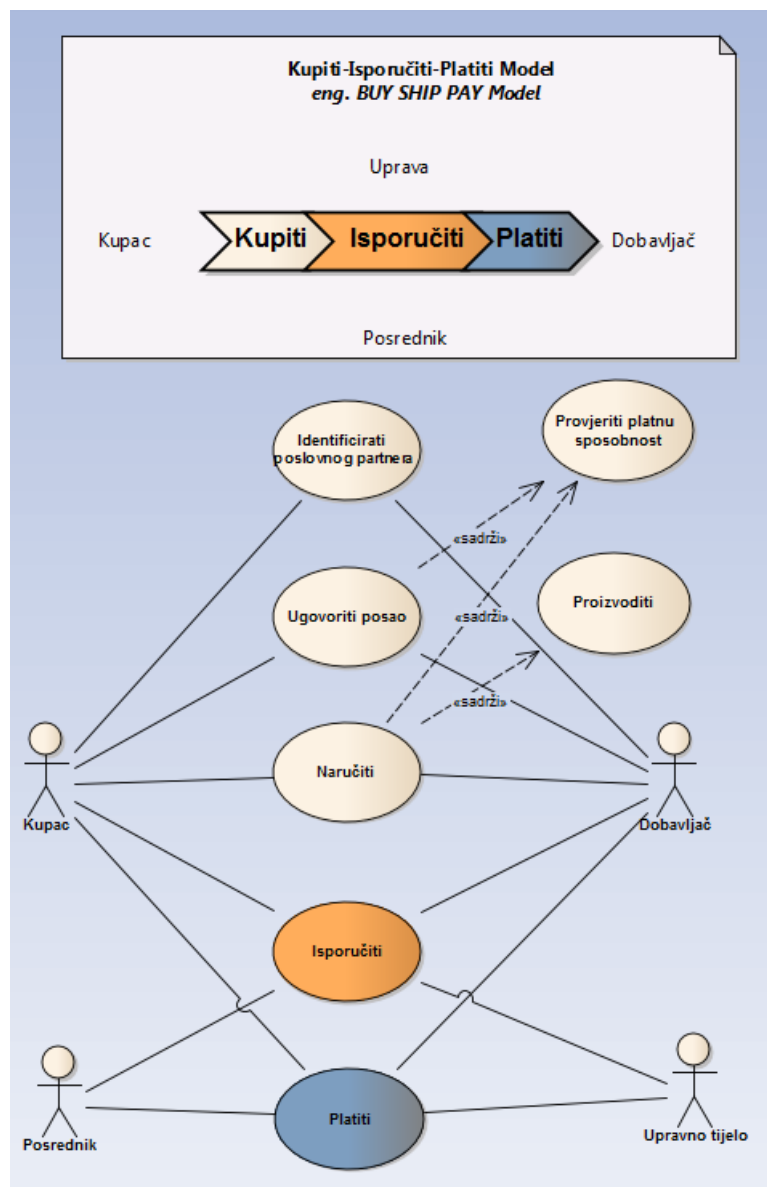 Kupiti-Isporučiti-Platiti Model
eng. BUY SHIP PAY Model
Uprava
Kupac
Kupiti
Isporučiti
Platiti
Dobavljač
Posrednik
Identificirati
poslovnog partnera
Provjeriti platnu
sposobnost
«sadrži»
Ugovoriti posao
«sadrži»
Proizvoditi
«sadrži»
Naručiti
Kupac
Dobavljač
Isporučiti
Posrednik
Platiti
Upravno tijelo